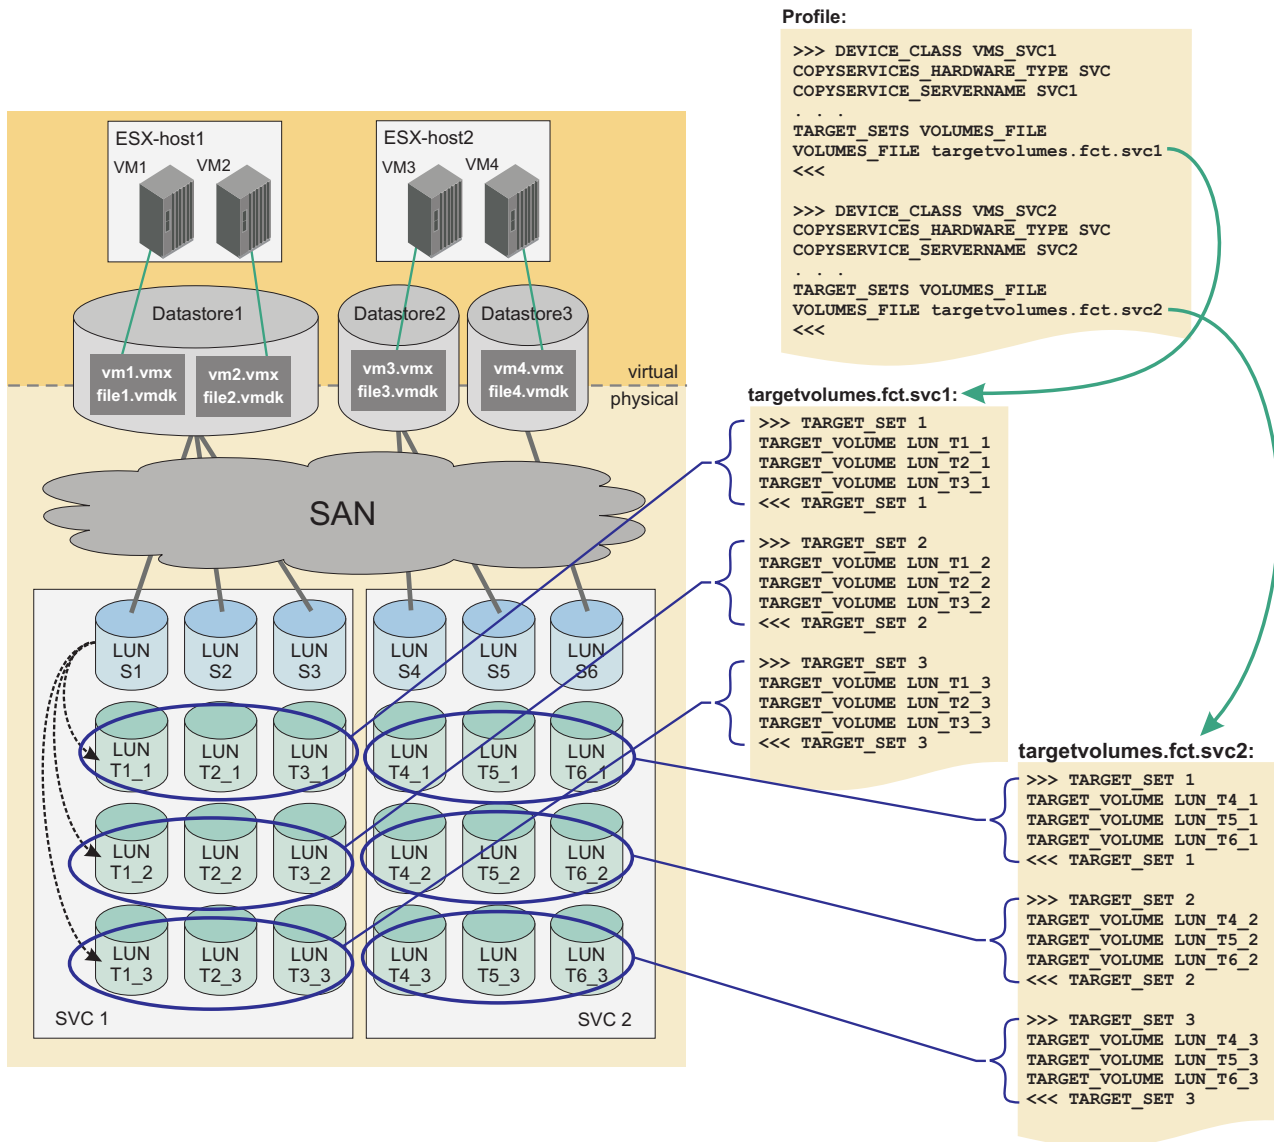 Profile:
>>> DEVICE_CLASS VMS_SVC1
COPYSERVICES_HARDWARE_TYPE SVC
COPYSERVICE_SERVERNAME SVC1
. . .
TARGET_SETS VOLUMES_FILE
VOLUMES_FILE targetvolumes.fct.svc1
<<<
>>> DEVICE_CLASS VMS_SVC2
COPYSERVICES_HARDWARE_TYPE SVC
COPYSERVICE_SERVERNAME SVC2
. . .
TARGET_SETS VOLUMES_FILE
VOLUMES_FILE targetvolumes.fct.svc2
<<<
ESX-host1
VM1
VM2
ESX-host2
VM3
VM4
Datastore1
Datastore2
Datastore3
vm1.vmx
file1.vmdk
vm2.vmx
file2.vmdk
vm3.vmx
file3.vmdk
vm4.vmx
file4.vmdk
virtual
physical
SAN
LUN
S1
LUN
S2
LUN
S3
LUN
S4
LUN
S5
LUN
S6
LUN
T1_1
LUN
T2_1
LUN
T3_1
LUN
T4_1
LUN
T5_1
LUN
T6_1
LUN
T1_2
LUN
T2_2
LUN
T3_2
LUN
T4_2
LUN
T5_2
LUN
T6_2
LUN
T1_3
LUN
T2_3
LUN
T3_3
LUN
T4_3
LUN
T5_3
LUN
T6_3
SVC 1
SVC 2
targetvolumes.fct.svc1:
>>> TARGET_SET 1
TARGET_VOLUME LUN_T1_1
TARGET_VOLUME LUN_T2_1
TARGET_VOLUME LUN_T3_1
<<< TARGET_SET 1
>>> TARGET_SET 2
TARGET_VOLUME LUN_T1_2
TARGET_VOLUME LUN_T2_2
TARGET_VOLUME LUN_T3_2
<<< TARGET_SET 2
>>> TARGET_SET 3
TARGET_VOLUME LUN_T1_3
TARGET_VOLUME LUN_T2_3
TARGET_VOLUME LUN_T3_3
<<< TARGET_SET 3
targetvolumes.fct.svc2:
>>> TARGET_SET 1
TARGET_VOLUME LUN_T4_1
TARGET_VOLUME LUN_T5_1
TARGET_VOLUME LUN_T6_1
<<< TARGET_SET 1
>>> TARGET_SET 2
TARGET_VOLUME LUN_T4_2
TARGET_VOLUME LUN_T5_2
TARGET_VOLUME LUN_T6_2
<<< TARGET_SET 2
>>> TARGET_SET 3
TARGET_VOLUME LUN_T4_3
TARGET_VOLUME LUN_T5_3
TARGET_VOLUME LUN_T6_3
<<< TARGET_SET 3